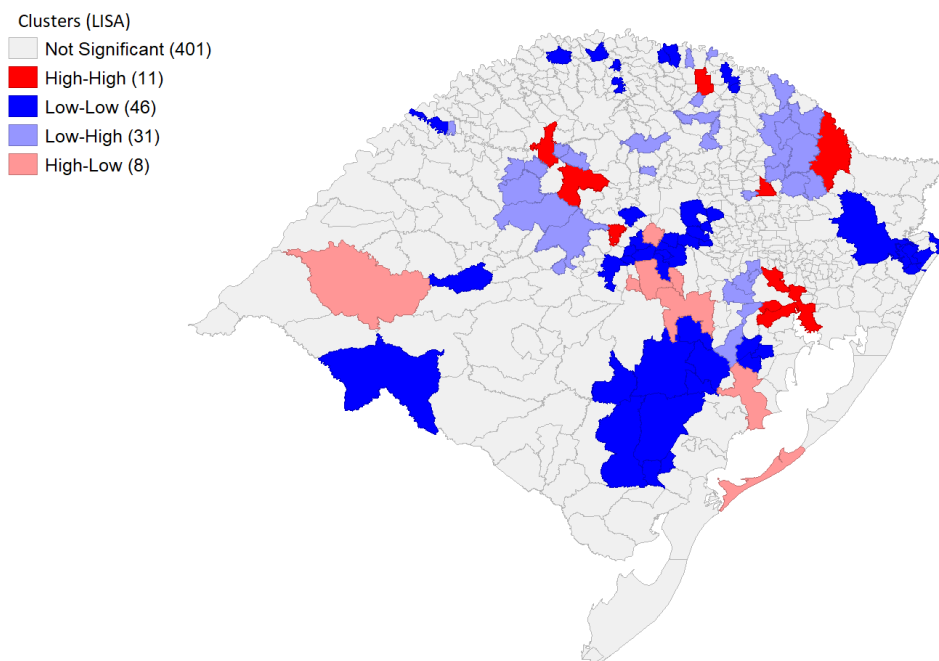 Clusters (LISA)
Not Significant (401)
High-High (11)
Low-Low (46)
Low-High (31)
High-Low (8)